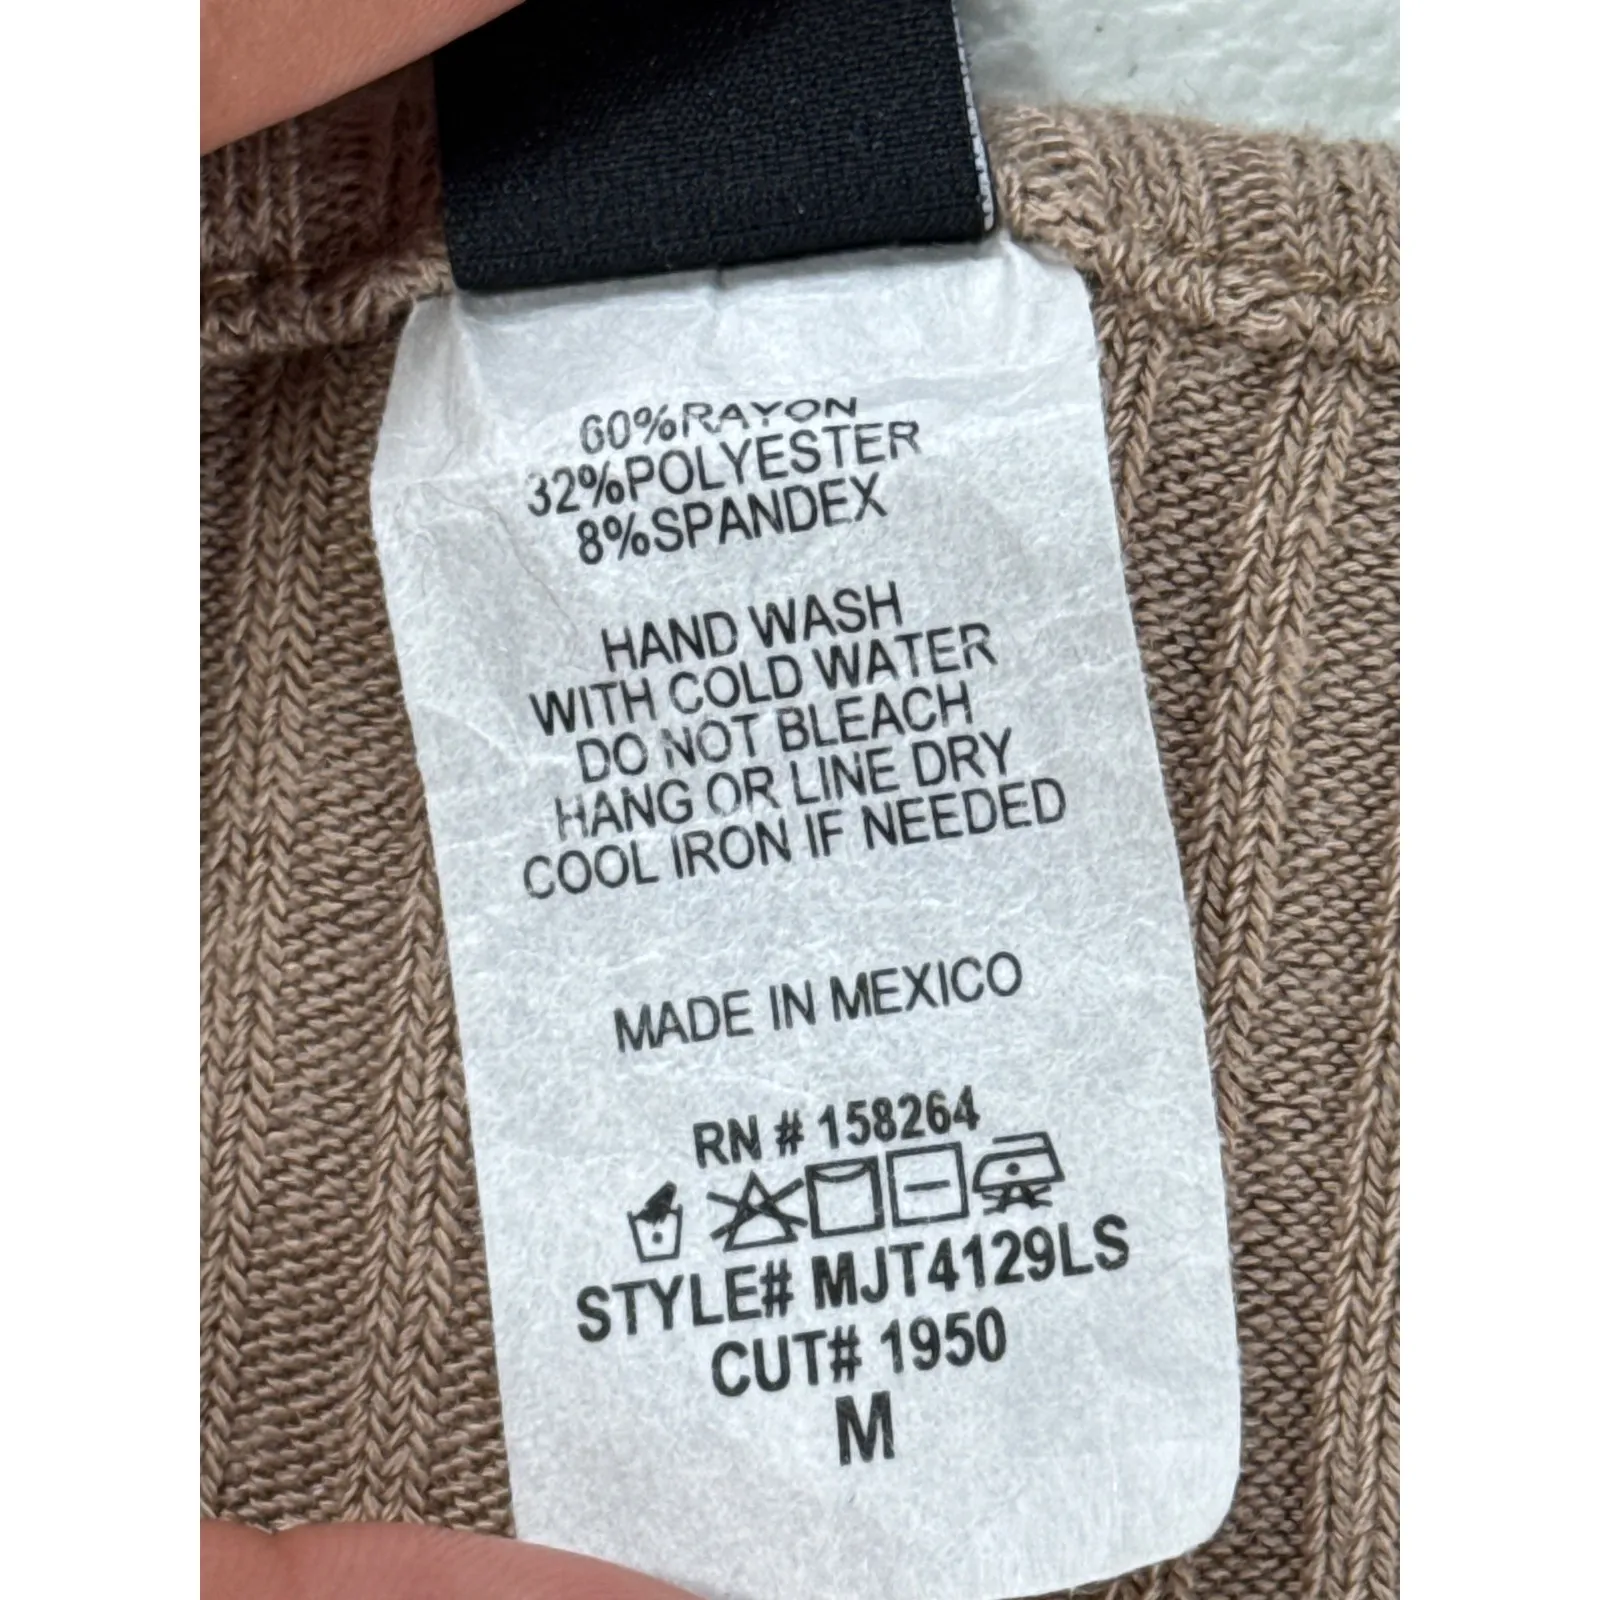 60%RAYON
32%POLYESTER
8%SPANDEX
HAND WASH
WITH COLD WATER
DO NOT BLEACH
HANG OR LINE DRY
COOL IRON IF NEEDED
MADE IN MEXICO
RN # 158264
STYLE# MJT4129LS
CUT# 1950
M